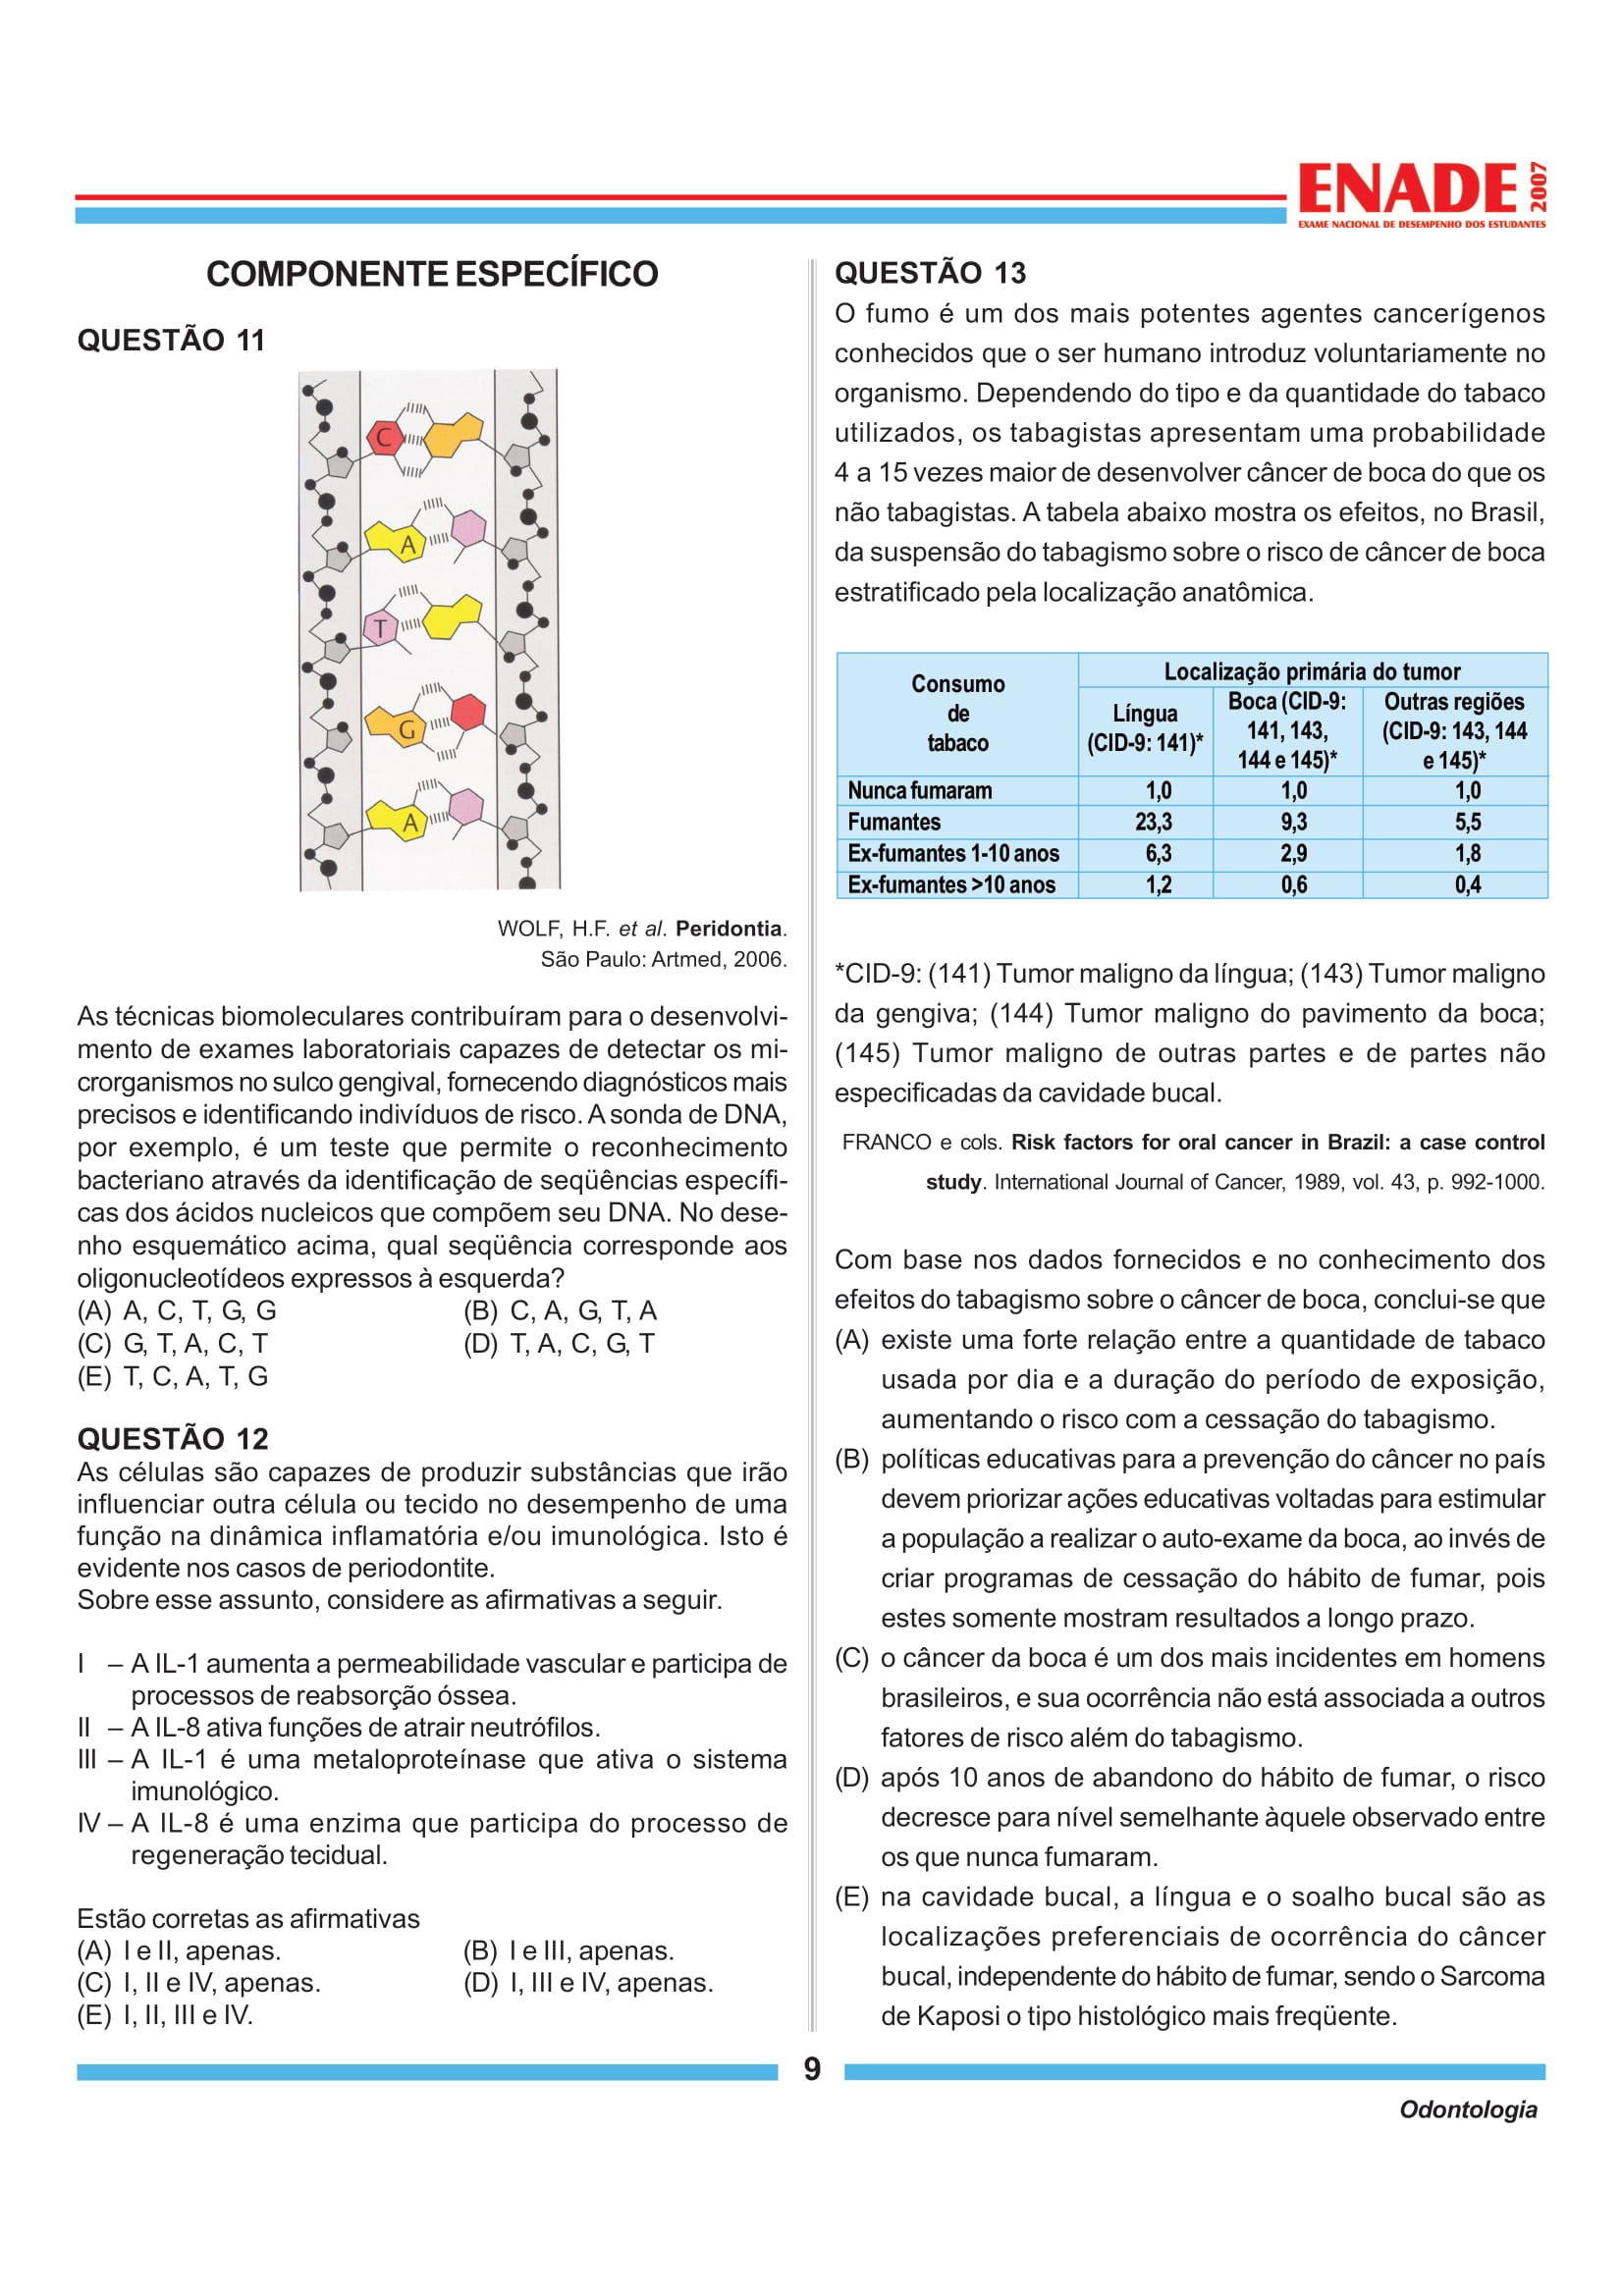 ENADE 2007
EXAME NACIONAL DE DESEMPENHO DOS ESTUDANTES
COMPONENTE ESPECÍFICO
QUESTÃO 11
C
A
T
G
A
WOLF, H.F. et al. Peridontia.
São Paulo: Artmed, 2006.
As técnicas biomoleculares contribuíram para o desenvolvi-
mento de exames laboratoriais capazes de detectar os mi-
crorganismos no sulco gengival, fornecendo diagnósticos mais
precisos e identificando indivíduos de risco. A sonda de DNA,
por exemplo, é um teste que permite o reconhecimento
bacteriano através da identificação de seqüências específi-
cas dos ácidos nucleicos que compõem seu DNA. No dese-
nho esquemático acima, qual seqüência corresponde aos
oligonucleotídeos expressos à esquerda?
(A) A, C, T, G, G (B) C, A, G, T, A
(C) G, T, A, C, T (D) T, A, C, G, T
(E) T, C, A, T, G
QUESTÃO 12
As células são capazes de produzir substâncias que irão
influenciar outra célula ou tecido no desempenho de uma
função na dinâmica inflamatória e/ou imunológica. Isto é
evidente nos casos de periodontite.
Sobre esse assunto, considere as afirmativas a seguir.
I – A IL-1 aumenta a permeabilidade vascular e participa de
processos de reabsorção óssea.
II – A IL-8 ativa funções de atrair neutrófilos.
III – A IL-1 é uma metaloproteínase que ativa o sistema
imunológico.
IV – A IL-8 é uma enzima que participa do processo de
regeneração tecidual.
Estão corretas as afirmativas
(A) I e II, apenas. (B) I e III, apenas.
(C) I, II e IV, apenas. (D) I, III e IV, apenas.
(E) I, II, III e IV.
QUESTÃO 13
O fumo é um dos mais potentes agentes cancerígenos
conhecidos que o ser humano introduz voluntariamente no
organismo. Dependendo do tipo e da quantidade do tabaco
utilizados, os tabagistas apresentam uma probabilidade
4 a 15 vezes maior de desenvolver câncer de boca do que os
não tabagistas. A tabela abaixo mostra os efeitos, no Brasil,
da suspensão do tabagismo sobre o risco de câncer de boca
estratificado pela localização anatômica.
Consumo
de
tabaco
Localização primária do tumor
Língua
(CID-9: 141)*
Boca (CID-9:
141, 143,
144 e 145)*
Outras regiões
(CID-9: 143, 144
e 145)*
Nunca fumaram 1,0 1,0 1,0
Fumantes 23,3 9,3 5,5
Ex-fumantes 1-10 anos 6,3 2,9 1,8
Ex-fumantes >10 anos 1,2 0,6 0,4
*CID-9: (141) Tumor maligno da língua; (143) Tumor maligno
da gengiva; (144) Tumor maligno do pavimento da boca;
(145) Tumor maligno de outras partes e de partes não
especificadas da cavidade bucal.
FRANCO e cols. Risk factors for oral cancer in Brazil: a case control
study. International Journal of Cancer, 1989, vol. 43, p. 992-1000.
Com base nos dados fornecidos e no conhecimento dos
efeitos do tabagismo sobre o câncer de boca, conclui-se que
(A) existe uma forte relação entre a quantidade de tabaco
usada por dia e a duração do período de exposição,
aumentando o risco com a cessação do tabagismo.
(B) políticas educativas para a prevenção do câncer no país
devem priorizar ações educativas voltadas para estimular
a população a realizar o auto-exame da boca, ao invés de
criar programas de cessação do hábito de fumar, pois
estes somente mostram resultados a longo prazo.
(C) o câncer da boca é um dos mais incidentes em homens
brasileiros, e sua ocorrência não está associada a outros
fatores de risco além do tabagismo.
(D) após 10 anos de abandono do hábito de fumar, o risco
decresce para nível semelhante àquele observado entre
os que nunca fumaram.
(E) na cavidade bucal, a língua e o soalho bucal são as
localizações preferenciais de ocorrência do câncer
bucal, independente do hábito de fumar, sendo o Sarcoma
de Kaposi o tipo histológico mais freqüente.
9
Odontologia